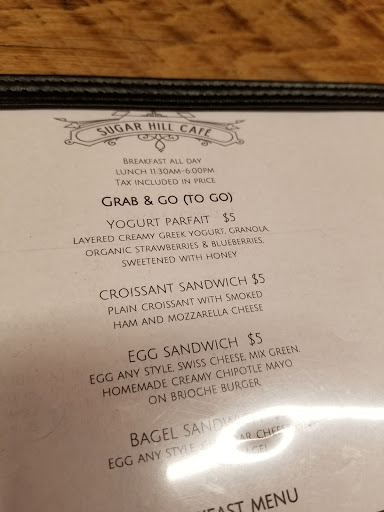 SUGAR HILL CAFÉ
BREAKFAST ALL DAY
LUNCH 11:30AM-6:00PM
TAX INCLUDED IN PRICE
GRAB & GO (TO GO)
YOGURT PARFAIT $5
LAYERED CREAMY GREEK YOGURT, GRANOLA,
ORGANIC STRAWBERRIES & BLUEBERRIES,
SWEETENED WITH HONEY
CROISSANT SANDWICH $5
PLAIN CROISSANT WITH SMOKED
HAM AND MOZZARELLA CHEESE
EGG SANDWICH $5
EGG ANY STYLE, SWISS CHEESE, MIX GREEN,
HOMEMADE CREAMY CHIPOTLE MAYO
ON BRIOCHE BURGER
BAGEL
EGG ANY STYLE
MENU